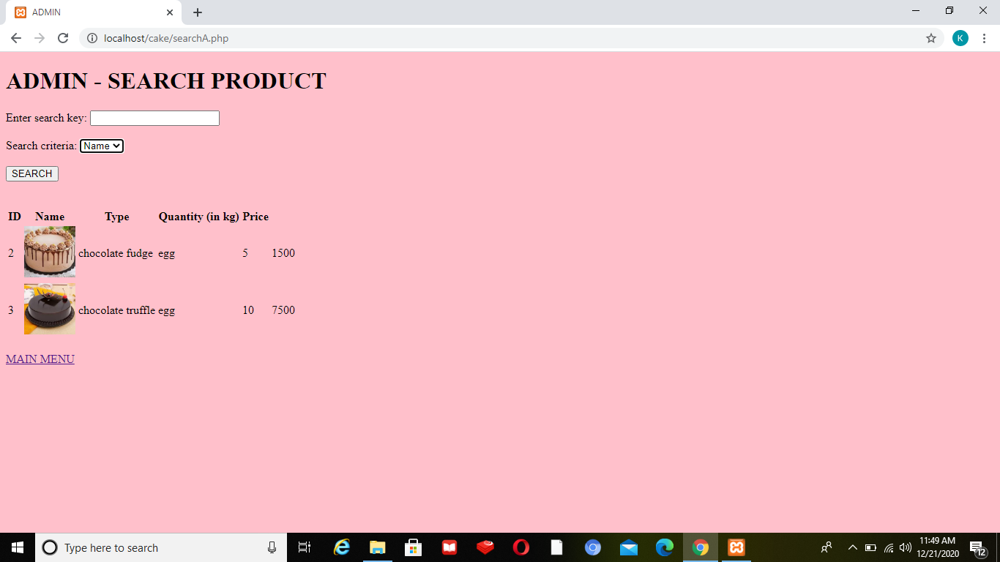 ADMIN
localhost/cake/searchA.php
K
ADMIN - SEARCH PRODUCT
Enter search key:
Search criteria: Name
SEARCH
ID Name Type Quantity (in kg) Price
2 chocolate fudge egg 5 1500
3 chocolate truffle egg 10 7500
MAIN MENU
Type here to search
11:49 AM
12/21/2020
12